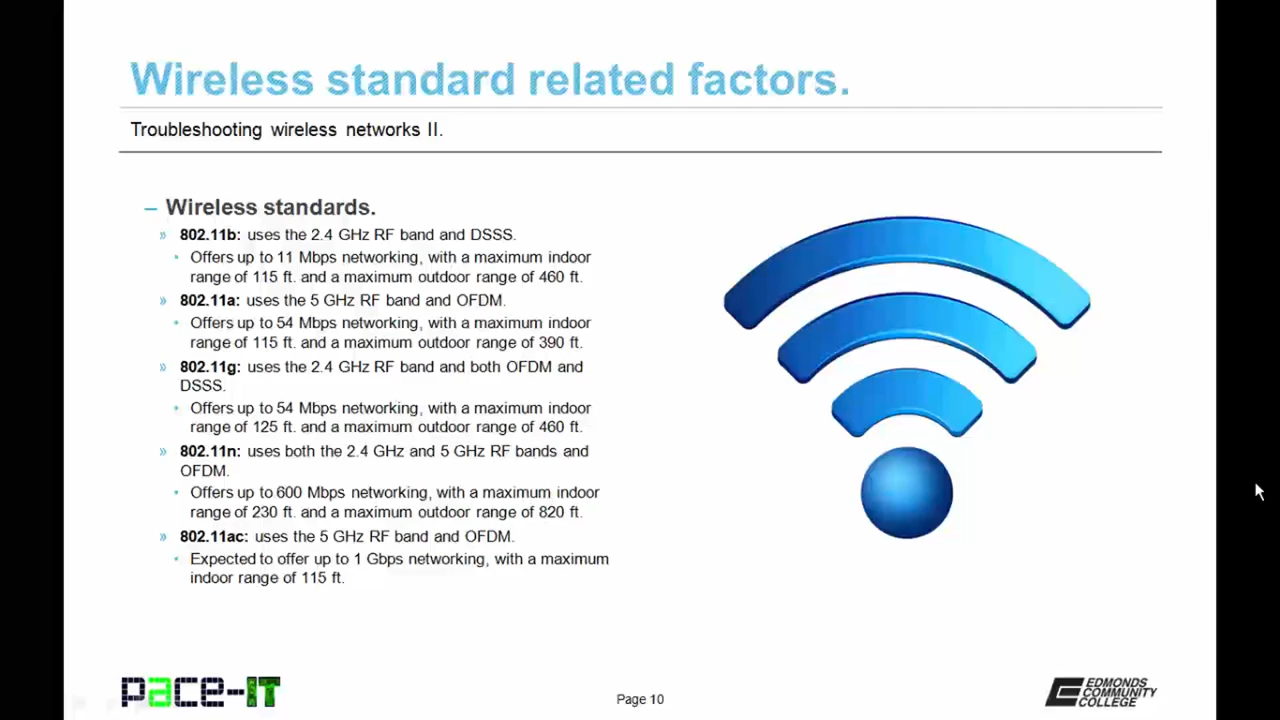 Wireless standard related factors.
Troubleshooting wireless networks II.
– Wireless standards.
» 802.11b: uses the 2.4 GHz RF band and DSSS.
• Offers up to 11 Mbps networking, with a maximum indoor
range of 115 ft. and a maximum outdoor range of 460 ft.
» 802.11a: uses the 5 GHz RF band and OFDM.
• Offers up to 54 Mbps networking, with a maximum indoor
range of 115 ft. and a maximum outdoor range of 390 ft.
» 802.11g: uses the 2.4 GHz RF band and both OFDM and
DSSS.
• Offers up to 54 Mbps networking, with a maximum indoor
range of 125 ft. and a maximum outdoor range of 460 ft.
» 802.11n: uses both the 2.4 GHz and 5 GHz RF bands and
OFDM.
• Offers up to 600 Mbps networking, with a maximum indoor
range of 230 ft. and a maximum outdoor range of 820 ft.
» 802.11ac: uses the 5 GHz RF band and OFDM.
• Expected to offer up to 1 Gbps networking, with a maximum
indoor range of 115 ft.
pace-IT
Page 10
EDMONDS
COMMUNITY
COLLEGE